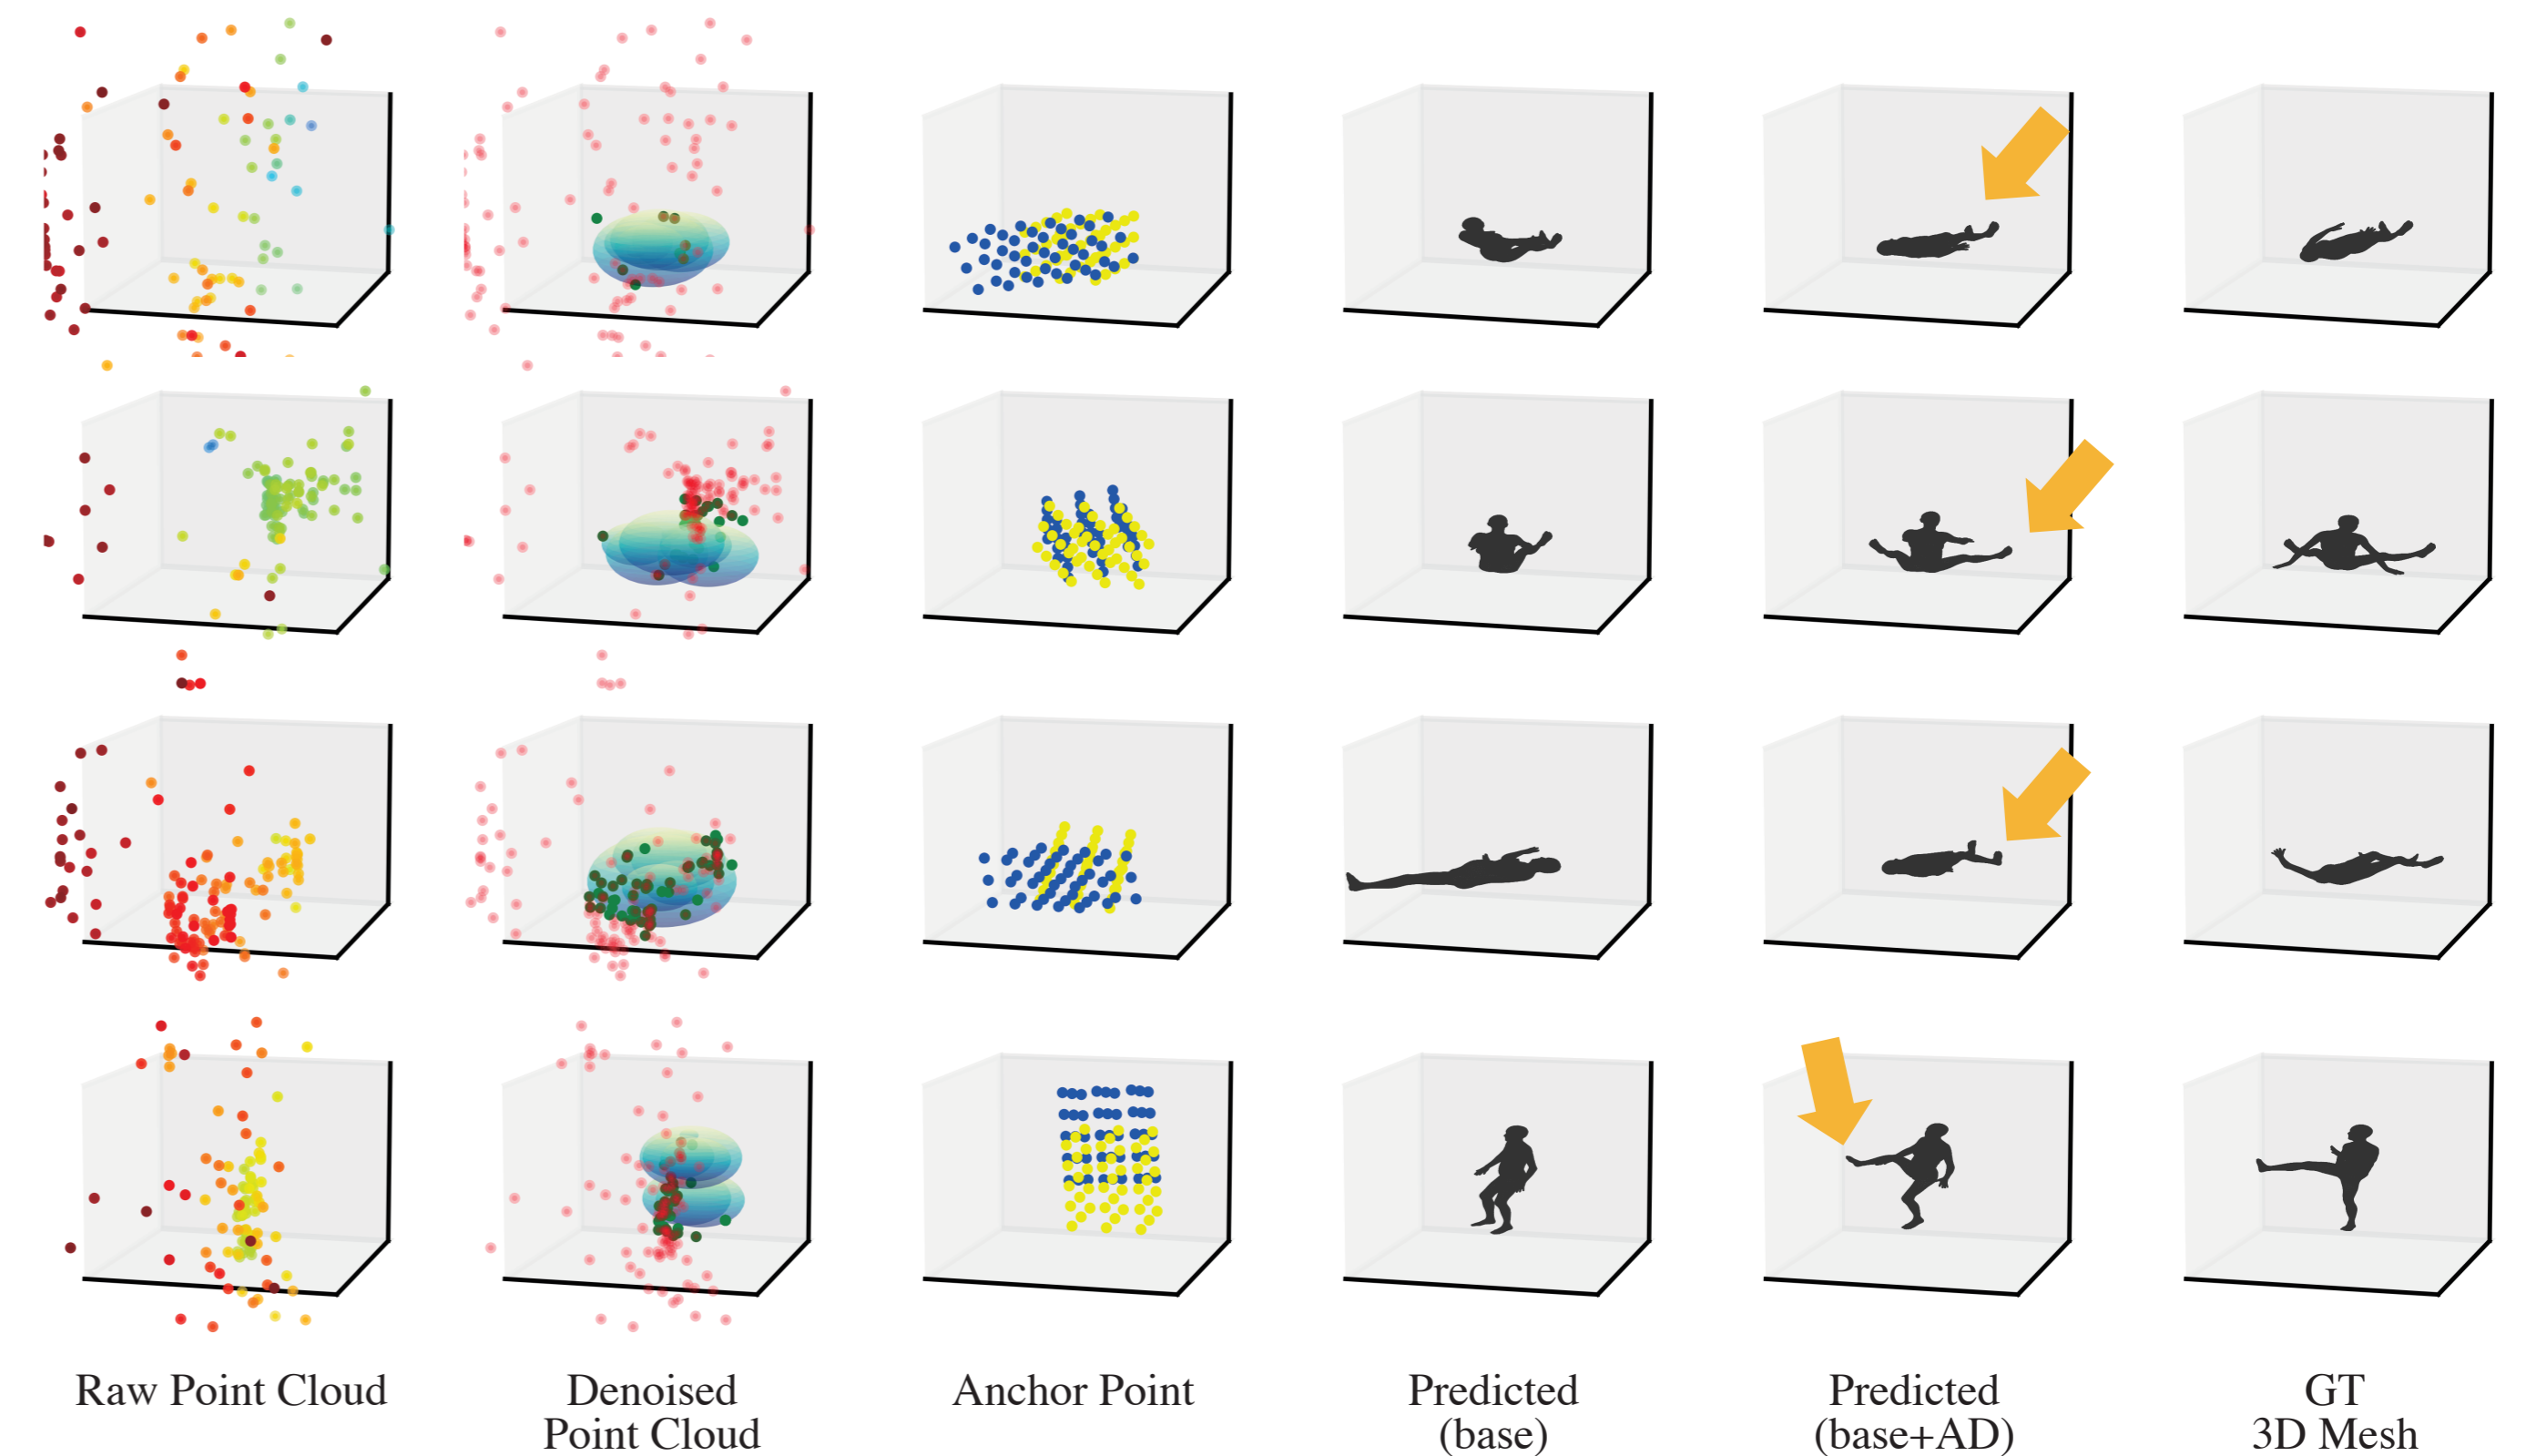 Raw Point Cloud
Denoised
Point Cloud
Anchor Point
Predicted
(base)
Predicted
(base+AD)
GT
3D Mesh